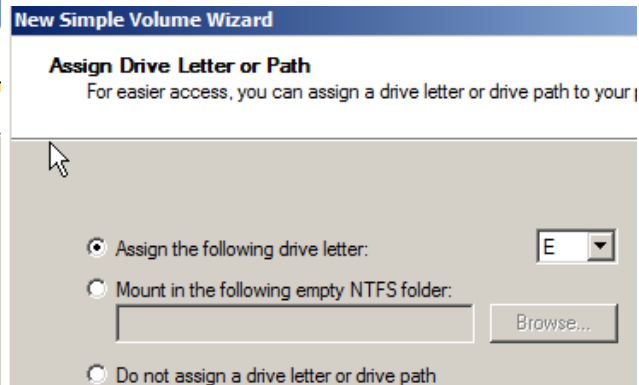 New Simple Volume Wizard
Assign Drive Letter or Path
For easier access, you can assign a drive letter or drive path to your
Assign the following drive letter:
E
Mount in the following empty NTFS folder:
Browse...
Do not assign a drive letter or drive path